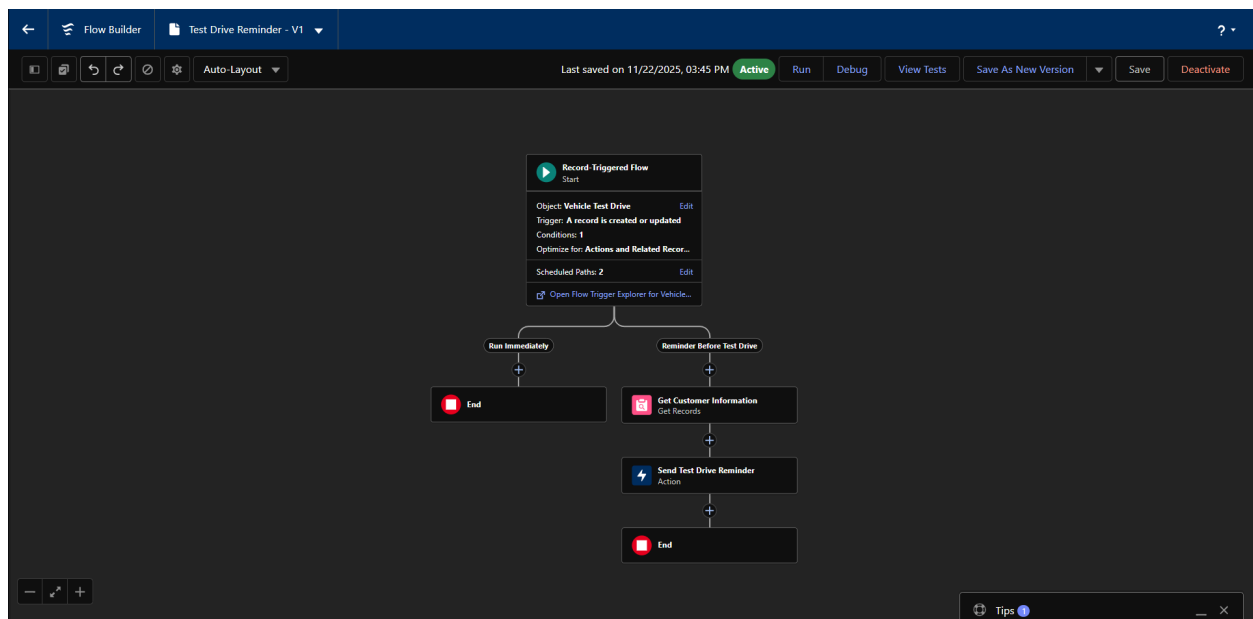 Flow Builder
Test Drive Reminder - V1
?
Auto-Layout
Last saved on 11/22/2025, 03:45 PM
Active
Run
Debug
View Tests
Save As New Version
Save
Deactivate
Record-Triggered Flow
Start
Object: Vehicle Test Drive Edit
Trigger: A record is created or updated
Conditions: 1
Optimize for: Actions and Related Recor...
Scheduled Paths: 2 Edit
Open Flow Trigger Explorer for Vehicle...
Run Immediately
Reminder Before Test Drive
End
Get Customer Information
Get Records
Send Test Drive Reminder
Action
End
Tips 1